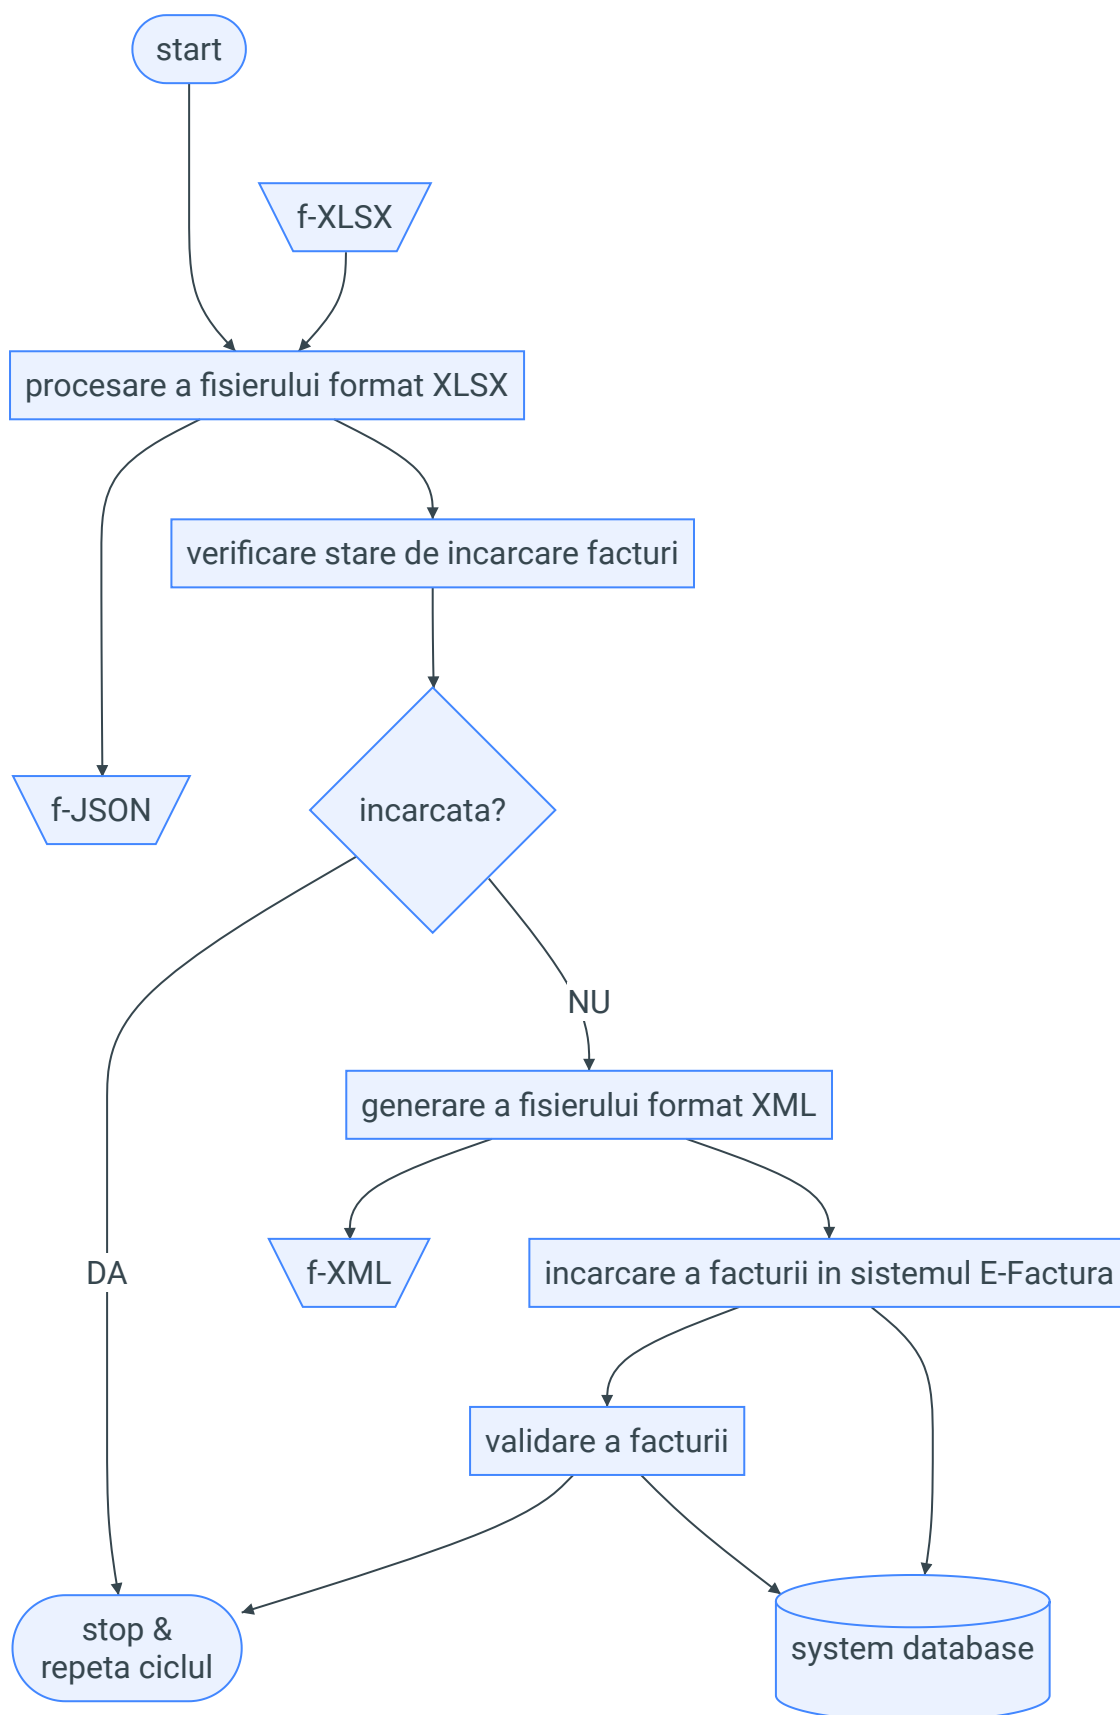 start
f-XLSX
procesare a fisierului format XLSX
verificare stare de incarcare facturi
f-JSON
incarcata?
NU
generare a fisierului format XML
DA
f-XML
incarcare a facturii in sistemul E-Factura
validare a facturii
stop &
repeta ciclul
system database